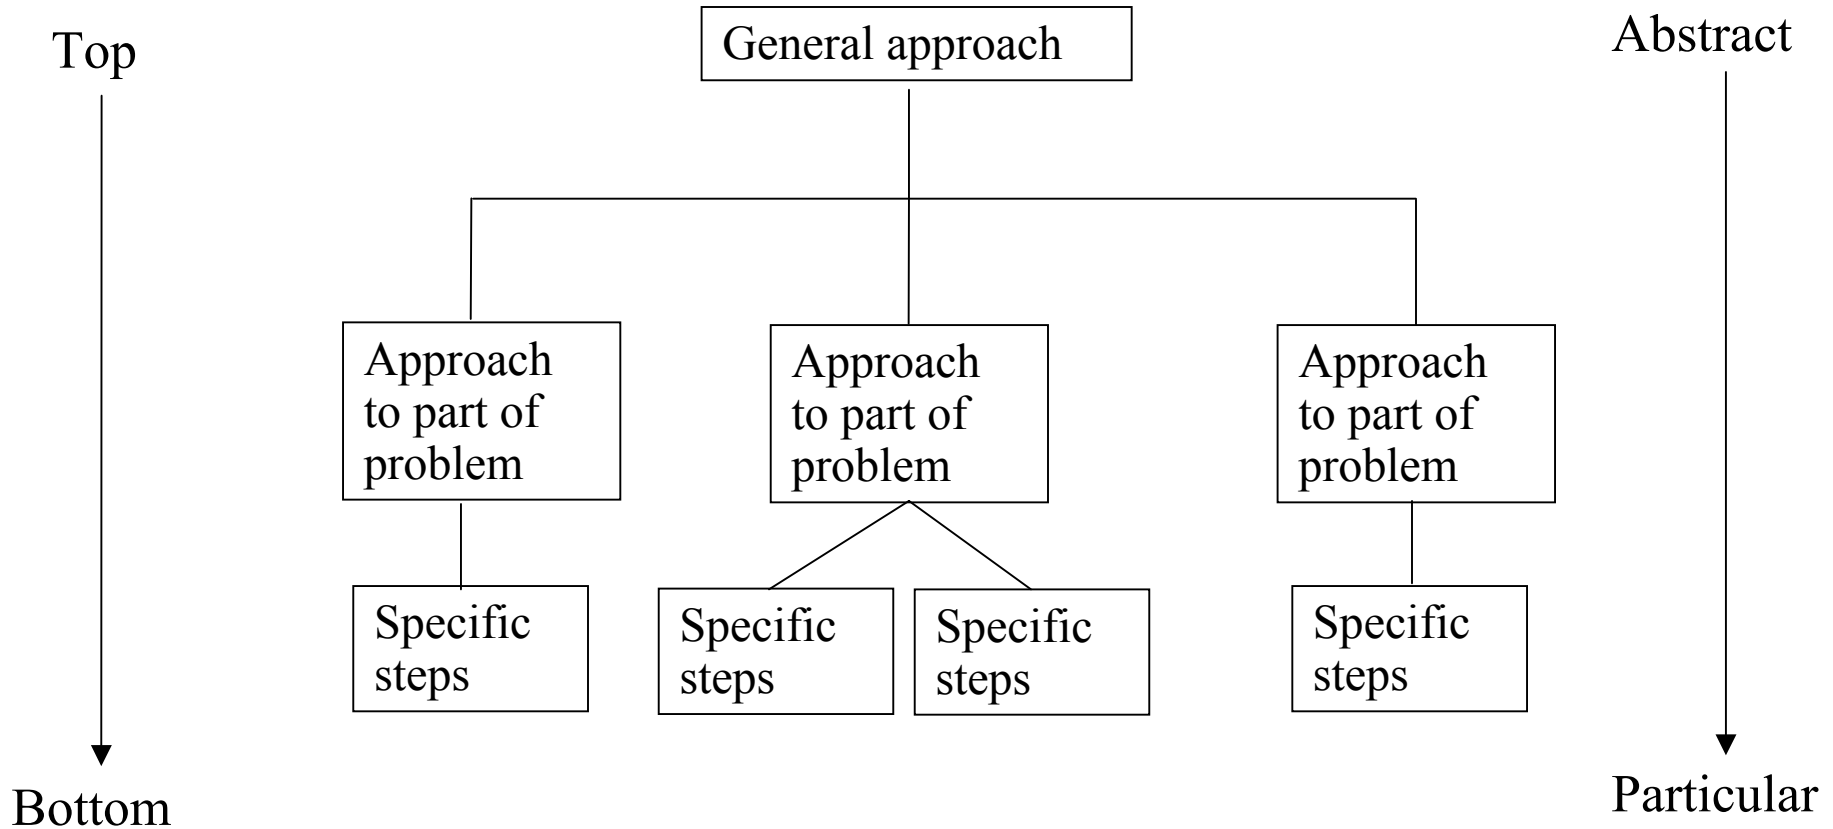 Top
General approach
Abstract
Approach
to part of
problem
Approach
to part of
problem
Approach
to part of
problem
Specific
steps
Specific
steps
Specific
steps
Specific
steps
Bottom
Particular